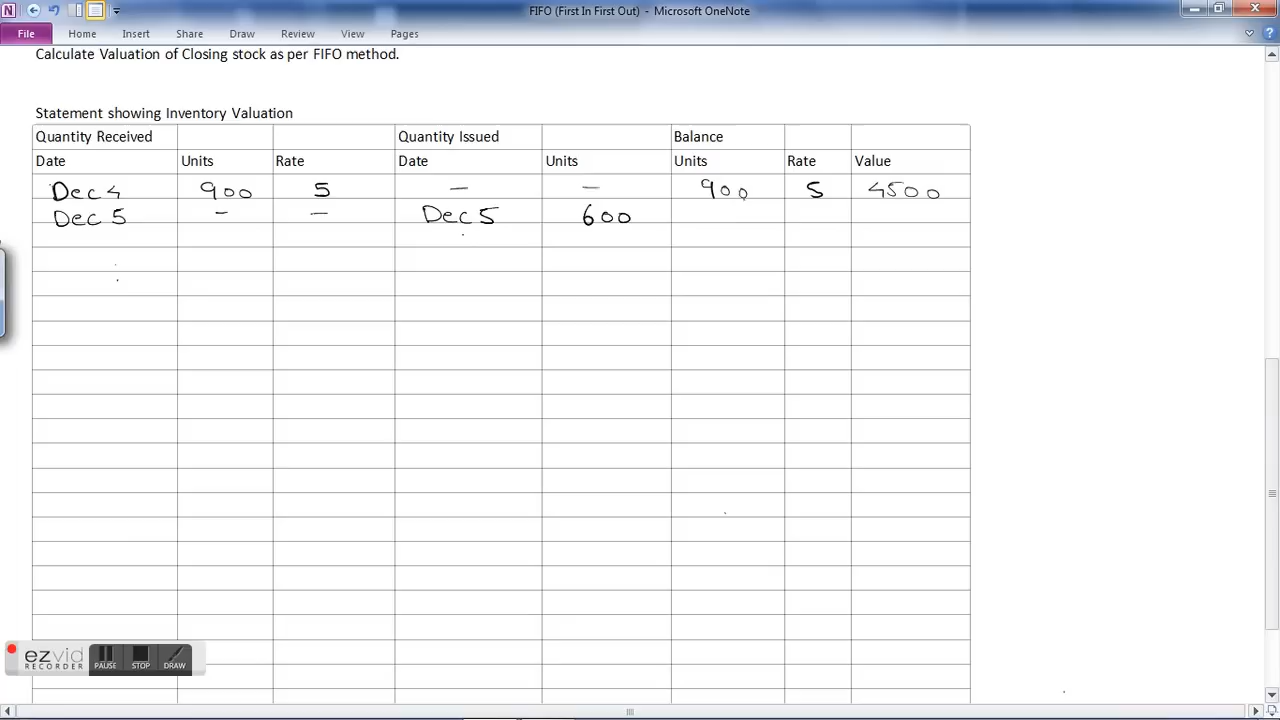 FIFO (First In First Out) - Microsoft OneNote
File Home Insert Share Draw Review View Pages
Calculate Valuation of Closing stock as per FIFO method.
Statement showing Inventory Valuation
Quantity Received Quantity Issued Balance
Date Units Rate Date Units Units Rate Value
Dec 4 900 5 - - 900 5 4500
Dec 5 - - Dec 5 600
ezvid
RECORDER
PAUSE STOP DRAW